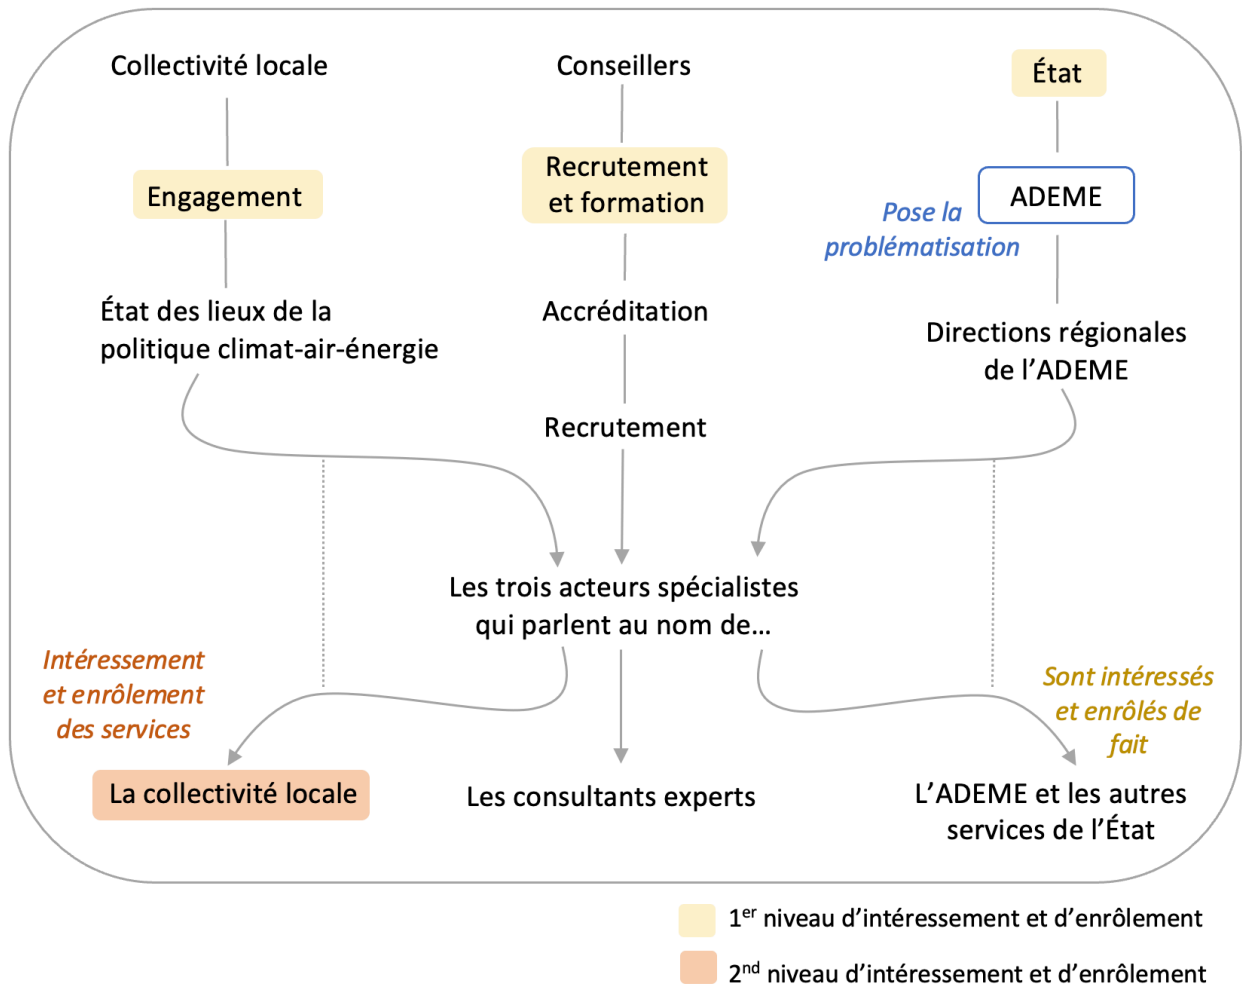 Collectivité locale
Conseillers
État
Engagement
Recrutement
et formation
ADEME
Pose la
problématisation
État des lieux de la
politique climat-air-énergie
Accréditation
Directions régionales
de l’ADEME
Recrutement
Les trois acteurs spécialistes
qui parlent au nom de…
Intéressement
et enrôlement
des services
Sont intéressés
et enrôlés de
fait
La collectivité locale
Les consultants experts
L’ADEME et les autres
services de l’État
1er niveau d’intéressement et d’enrôlement
2nd niveau d’intéressement et d’enrôlement